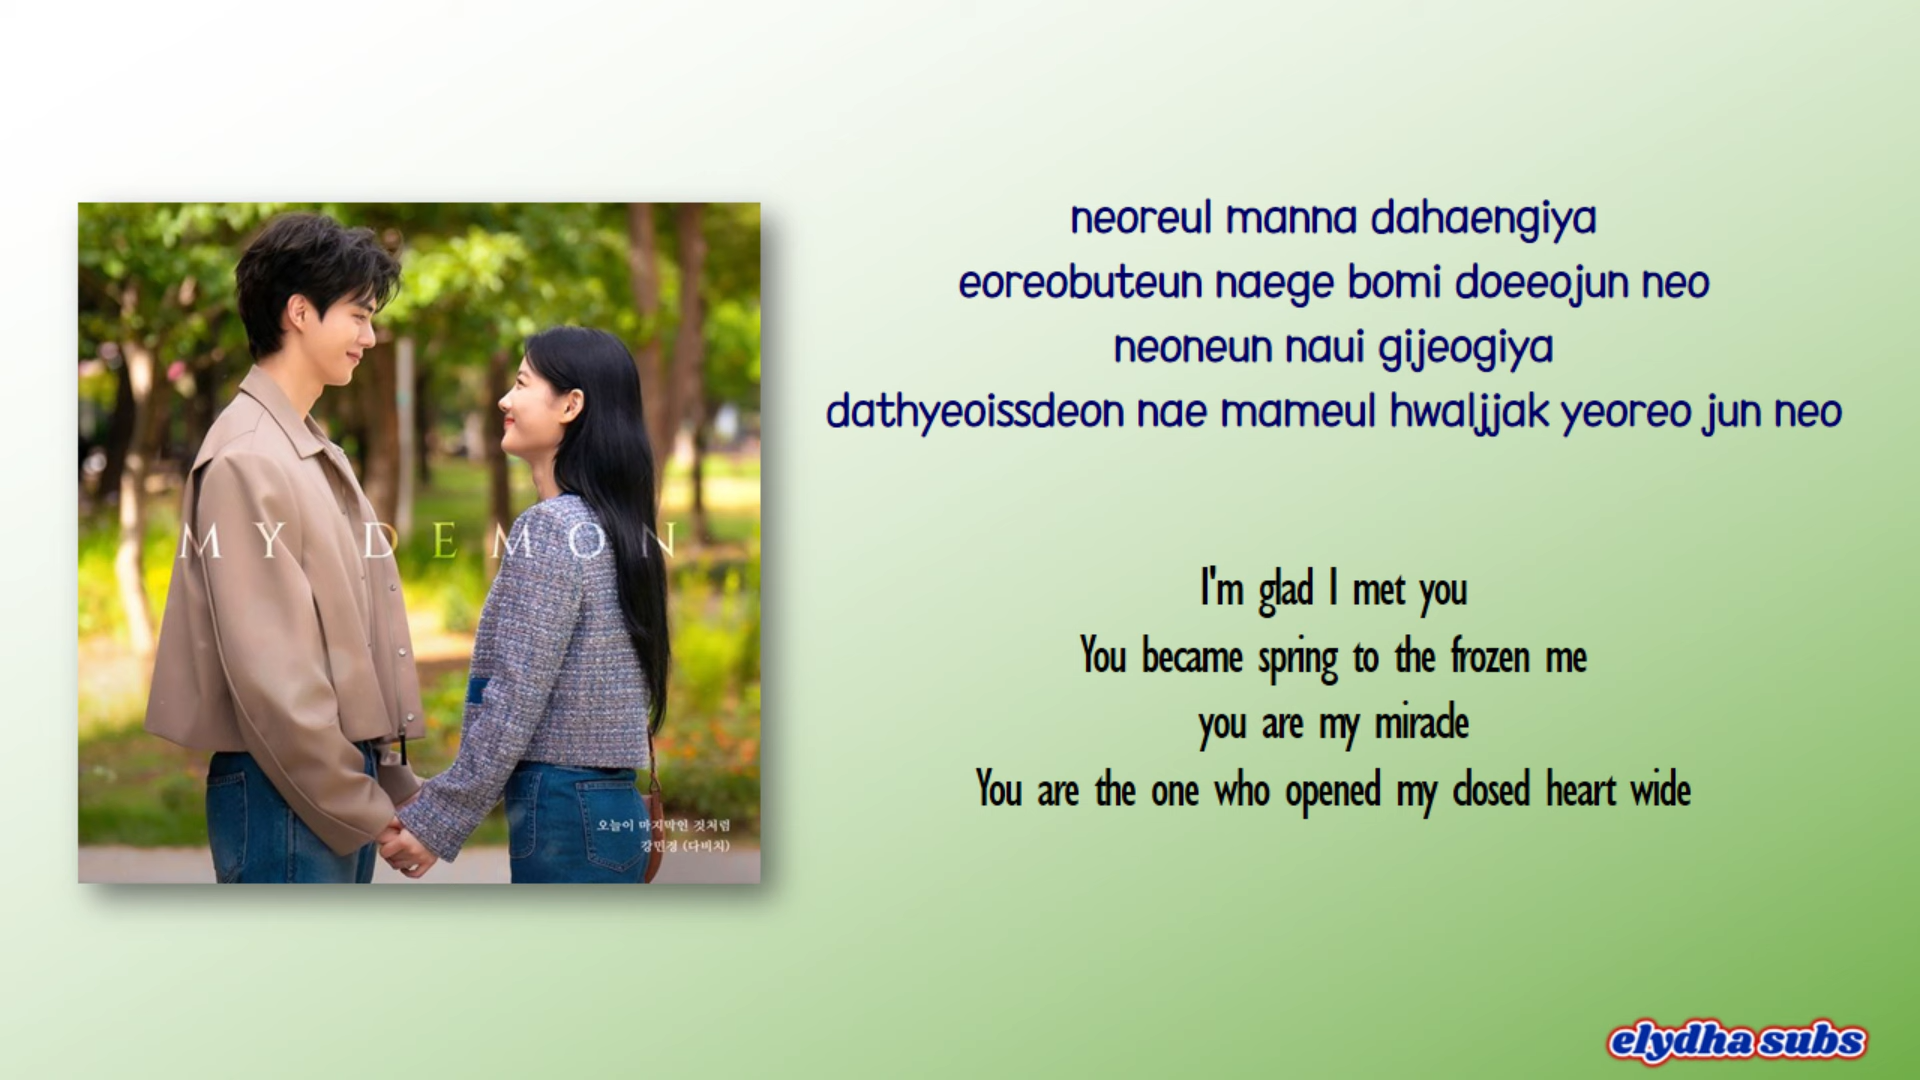 MY DEMON
오늘이 마지막인 것처럼
강민경 (다비치)
neoreul manna dahaengiya
eoreobuteun naege bomi doeeojun neo
neoneun naui gijeogiya
dathyeoissdeon nae mameul hwaljjak yeoreo jun neo
I'm glad I met you
You became spring to the frozen me
you are my miracle
You are the one who opened my closed heart wide
elydha subs